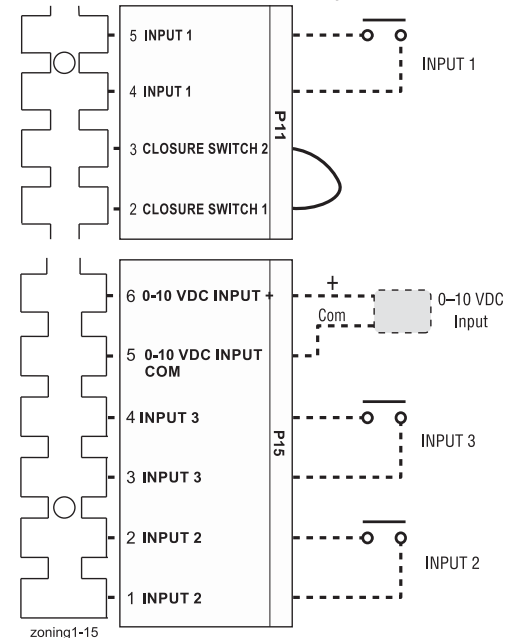 5 INPUT 1
INPUT 1
4 INPUT 1
P11
3 CLOSURE SWITCH 2
2 CLOSURE SWITCH 1
6 0-10 VDC INPUT +
+
0–10 VDC
Input
Com
5 0-10 VDC INPUT
COM
4 INPUT 3
P15
INPUT 3
3 INPUT 3
2 INPUT 2
INPUT 2
1 INPUT 2
zoning1-15